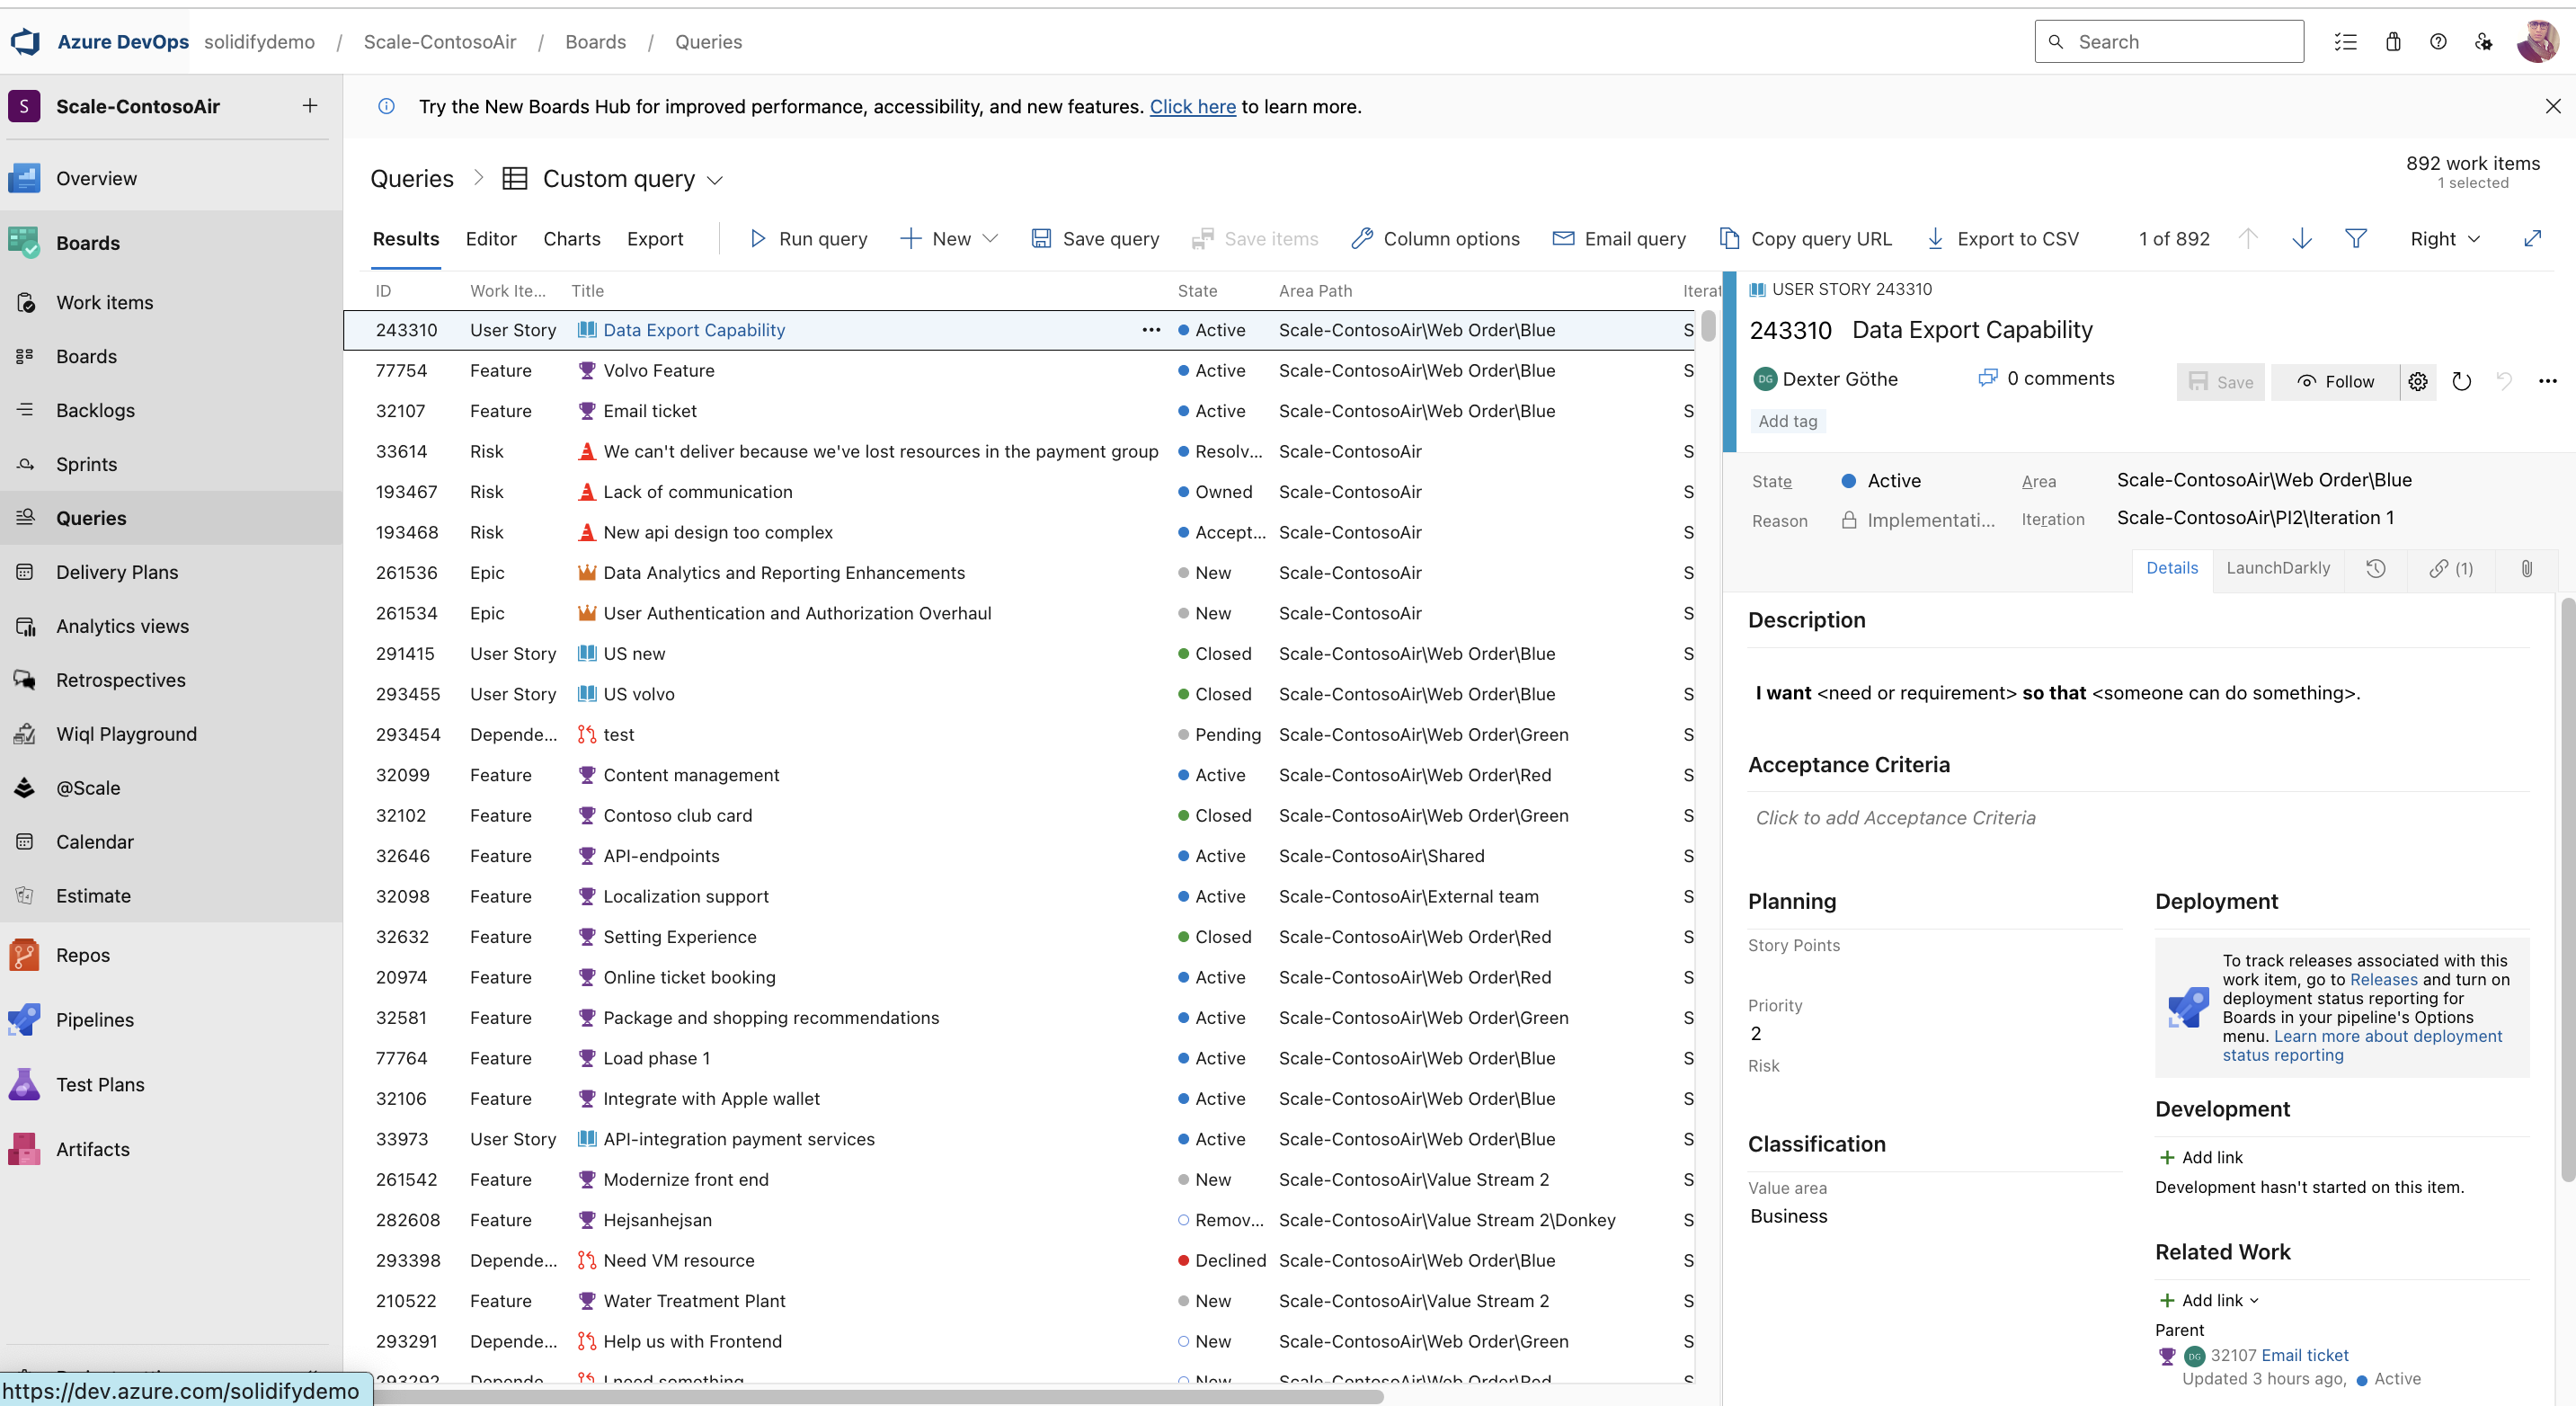 Azure DevOps solidifydemo / Scale-ContosoAir / Boards / Queries
Search
S Scale-ContosoAir
Overview
Boards
Work items
Boards
Backlogs
Sprints
Queries
Delivery Plans
Analytics views
Retrospectives
Wiql Playground
@Scale
Calendar
Estimate
Repos
Pipelines
Test Plans
Artifacts
https://dev.azure.com/solidifydemo
Try the New Boards Hub for improved performance, accessibility, and new features. Click here to learn more.
Queries > Custom query
892 work items
1 selected
Results Editor Charts Export Run query New Save query Save items Column options Email query Copy query URL Export to CSV 1 of 892 Right
ID Work Ite... Title State Area Path Iterat
243310 User Story Data Export Capability ... Active Scale-ContosoAir\Web Order\Blue S
77754 Feature Volvo Feature Active Scale-ContosoAir\Web Order\Blue S
32107 Feature Email ticket Active Scale-ContosoAir\Web Order\Blue S
33614 Risk We can't deliver because we've lost resources in the payment group Resolv... Scale-ContosoAir S
193467 Risk Lack of communication Owned Scale-ContosoAir S
193468 Risk New api design too complex Accept... Scale-ContosoAir S
261536 Epic Data Analytics and Reporting Enhancements New Scale-ContosoAir S
261534 Epic User Authentication and Authorization Overhaul New Scale-ContosoAir S
291415 User Story US new Closed Scale-ContosoAir\Web Order\Blue S
293455 User Story US volvo Closed Scale-ContosoAir\Web Order\Blue S
293454 Depende... test Pending Scale-ContosoAir\Web Order\Green S
32099 Feature Content management Active Scale-ContosoAir\Web Order\Red S
32102 Feature Contoso club card Closed Scale-ContosoAir\Web Order\Green S
32646 Feature API-endpoints Active Scale-ContosoAir\Shared S
32098 Feature Localization support Active Scale-ContosoAir\External team S
32632 Feature Setting Experience Closed Scale-ContosoAir\Web Order\Red S
20974 Feature Online ticket booking Active Scale-ContosoAir\Web Order\Red S
32581 Feature Package and shopping recommendations Active Scale-ContosoAir\Web Order\Green S
77764 Feature Load phase 1 Active Scale-ContosoAir\Web Order\Blue S
32106 Feature Integrate with Apple wallet Active Scale-ContosoAir\Web Order\Blue S
33973 User Story API-integration payment services Active Scale-ContosoAir\Web Order\Blue S
261542 Feature Modernize front end New Scale-ContosoAir\Value Stream 2 S
282608 Feature Hejsanhejsan Remov... Scale-ContosoAir\Value Stream 2\Donkey S
293398 Depende... Need VM resource Declined Scale-ContosoAir\Web Order\Blue S
210522 Feature Water Treatment Plant New Scale-ContosoAir\Value Stream 2 S
293291 Depende... Help us with Frontend New Scale-ContosoAir\Web Order\Green S
293292 Depende... I need something New Scale-ContosoAir\Web Order\Red S
USER STORY 243310
243310 Data Export Capability
DG Dexter Göthe 0 comments Save Follow
Add tag
State Active Area Scale-ContosoAir\Web Order\Blue
Reason Implementati... Iteration Scale-ContosoAir\PI2\Iteration 1
Details LaunchDarkly (1)
Description
I want <need or requirement> so that <someone can do something>.
Acceptance Criteria
Click to add Acceptance Criteria
Planning
Story Points
Priority
2
Risk
Classification
Value area
Business
Deployment
To track releases associated with this
work item, go to Releases and turn on
deployment status reporting for
Boards in your pipeline's Options
menu. Learn more about deployment
status reporting
Development
+ Add link
Development hasn't started on this item.
Related Work
+ Add link
Parent
DG 32107 Email ticket
Updated 3 hours ago, Active